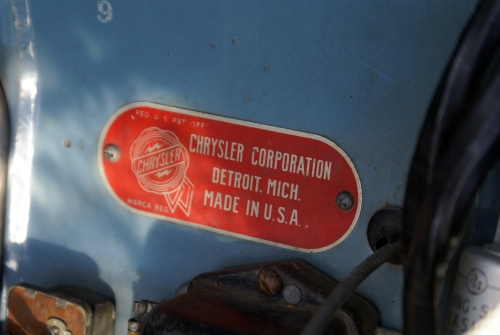 9
REG. U.S. PAT. OFF.
CHRYSLER
CHRYSLER CORPORATION
DETROIT, MICH.
MADE IN U.S.A.
MARCA REG.